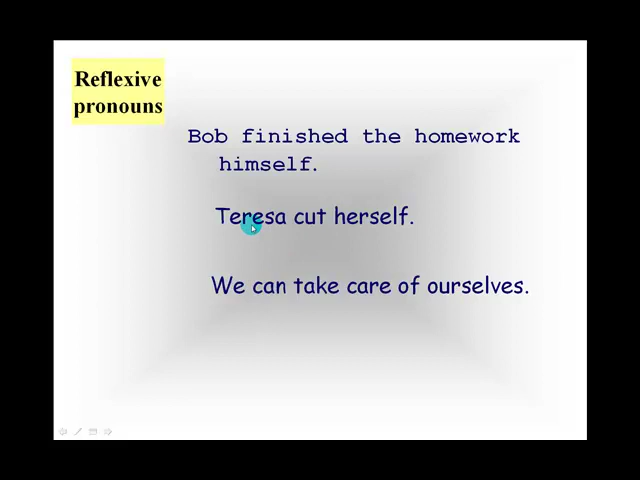 Reflexive
pronouns
Bob finished the homework
himself.
Teresa cut herself.
We can take care of ourselves.